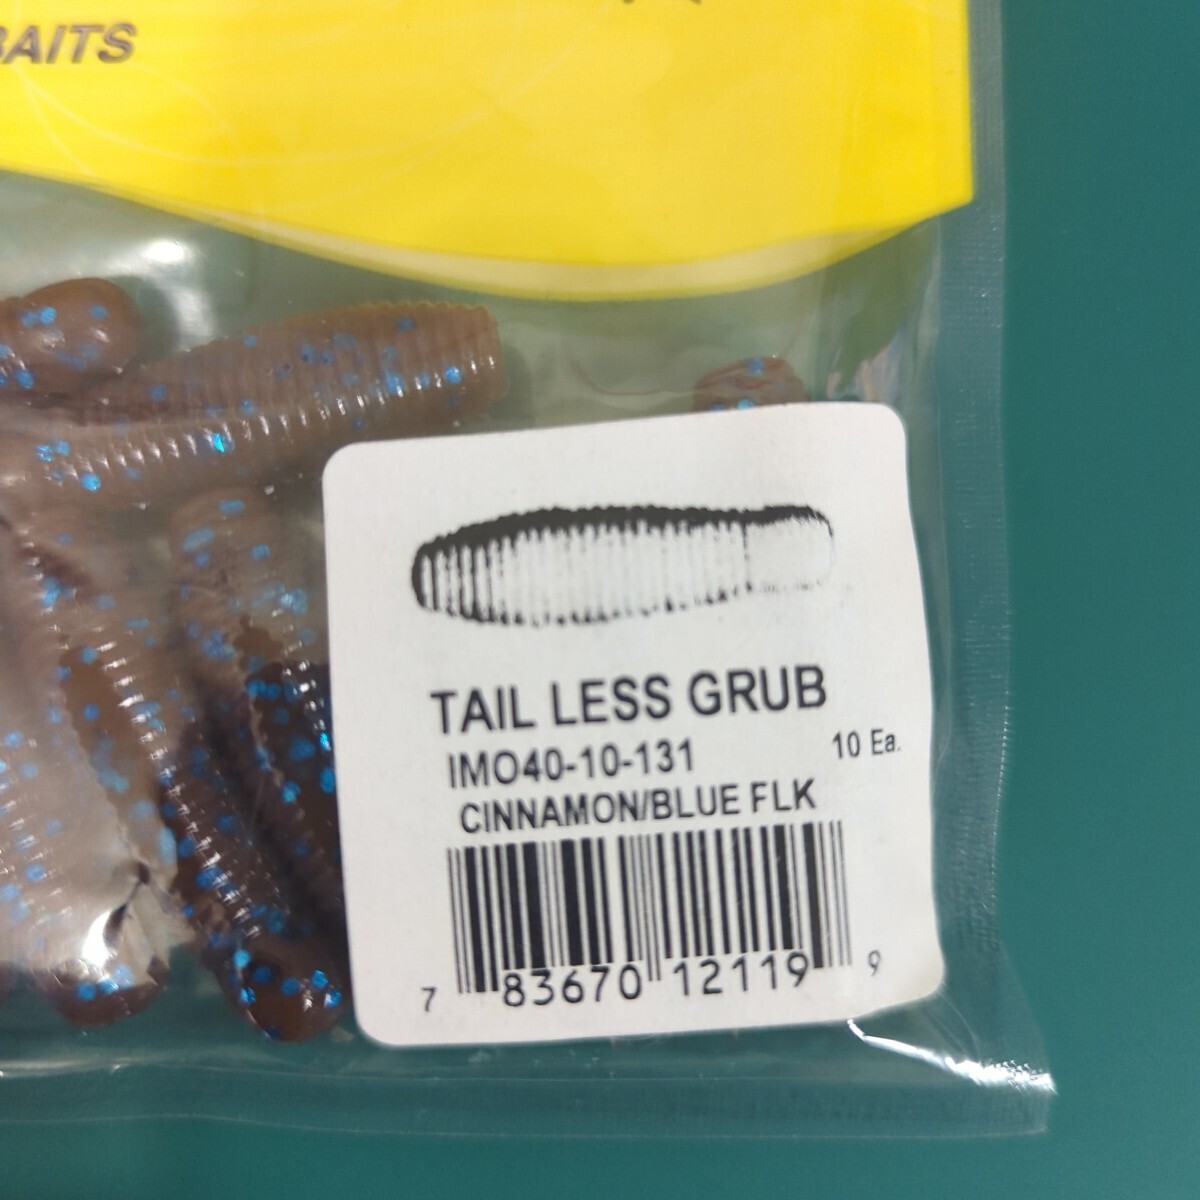 BAITS
TAIL LESS GRUB
IMO40-10-131 10 Ea.
CINNAMON/BLUE FLK
7 83670 12119 9